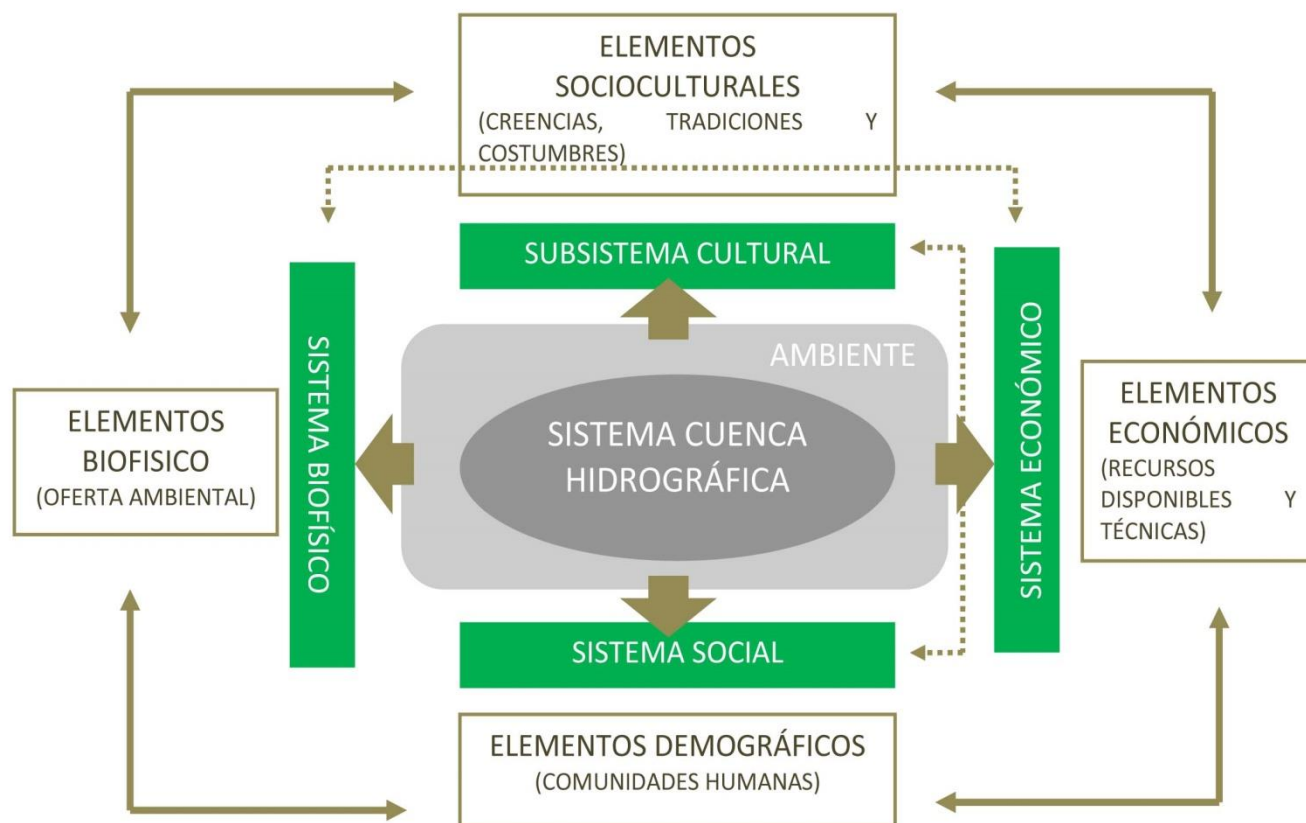 ELEMENTOS
SOCIOCULTURALES
(CREENCIAS, TRADICIONES Y
COSTUMBRES)
SUBSISTEMA CULTURAL
SISTEMA BIOFÍSICO
AMBIENTE
SISTEMA CUENCA
HIDROGRÁFICA
SISTEMA ECONÓMICO
ELEMENTOS
BIOFISICO
(OFERTA AMBIENTAL)
ELEMENTOS
ECONÓMICOS
(RECURSOS
DISPONIBLES Y
TÉCNICAS)
SISTEMA SOCIAL
ELEMENTOS DEMOGRÁFICOS
(COMUNIDADES HUMANAS)